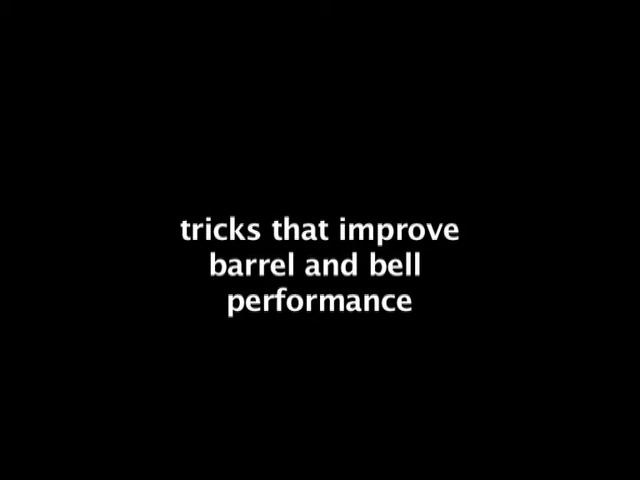 tricks that improve
barrel and bell
performance